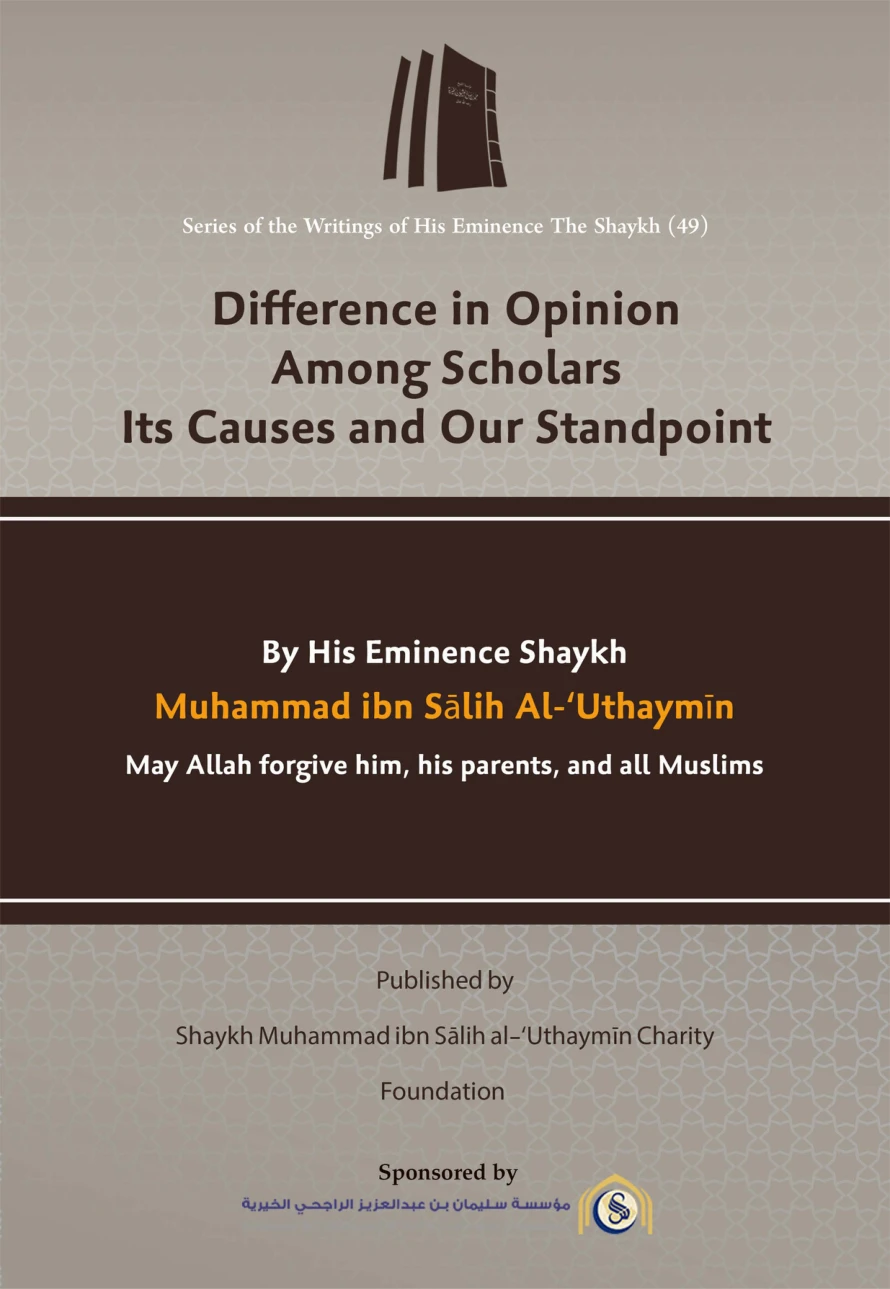 Series of the Writings of His Eminence The Shaykh (49)
Difference in Opinion
Among Scholars
Its Causes and Our Standpoint
By His Eminence Shaykh
Muhammad ibn Sālih Al-‘Uthaymīn
May Allah forgive him, his parents, and all Muslims
Published by
Shaykh Muhammad ibn Sālih al–‘Uthaymīn Charity
Foundation
Sponsored by
مؤسسة سليمان بن عبدالعزيز الراجحي الخيرية